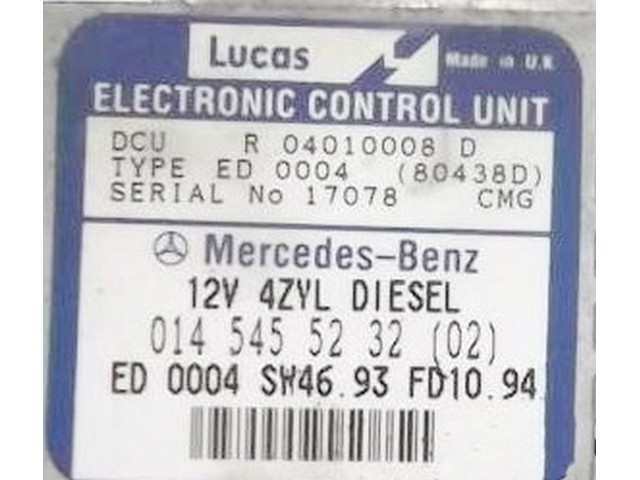 Lucas
Made in U.K
ELECTRONIC CONTROL UNIT
DCU R 04010008 D
TYPE ED 0004 (80438D)
SERIAL No 17078 CMG
Mercedes-Benz
12V 4ZYL DIESEL
014 545 52 32 (02)
ED 0004 SW46.93 FD10.94